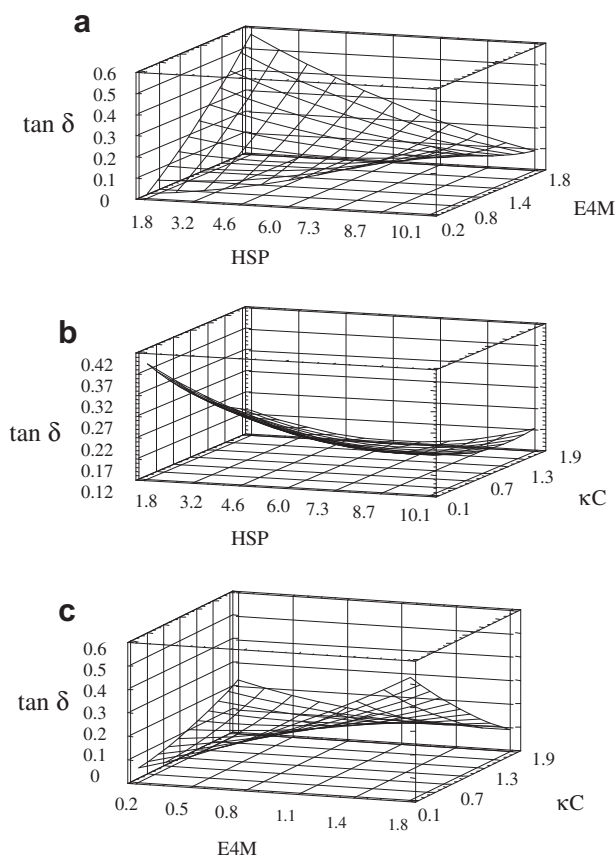 a
0.6
0.5
0.4
0.3
0.2
0.1
0
tan δ
1.8 3.2 4.6 6.0 7.3 8.7 10.1
HSP
0.2 0.8 1.4 1.8
E4M
b
0.42
0.37
0.32
0.27
0.22
0.17
0.12
tan δ
1.8 3.2 4.6 6.0 7.3 8.7 10.1
HSP
0.1 0.7 1.3 1.9
κC
c
0.6
0.5
0.4
0.3
0.2
0.1
0
tan δ
0.2 0.5 0.8 1.1 1.4 1.8
E4M
0.1 0.7 1.3 1.9
κC